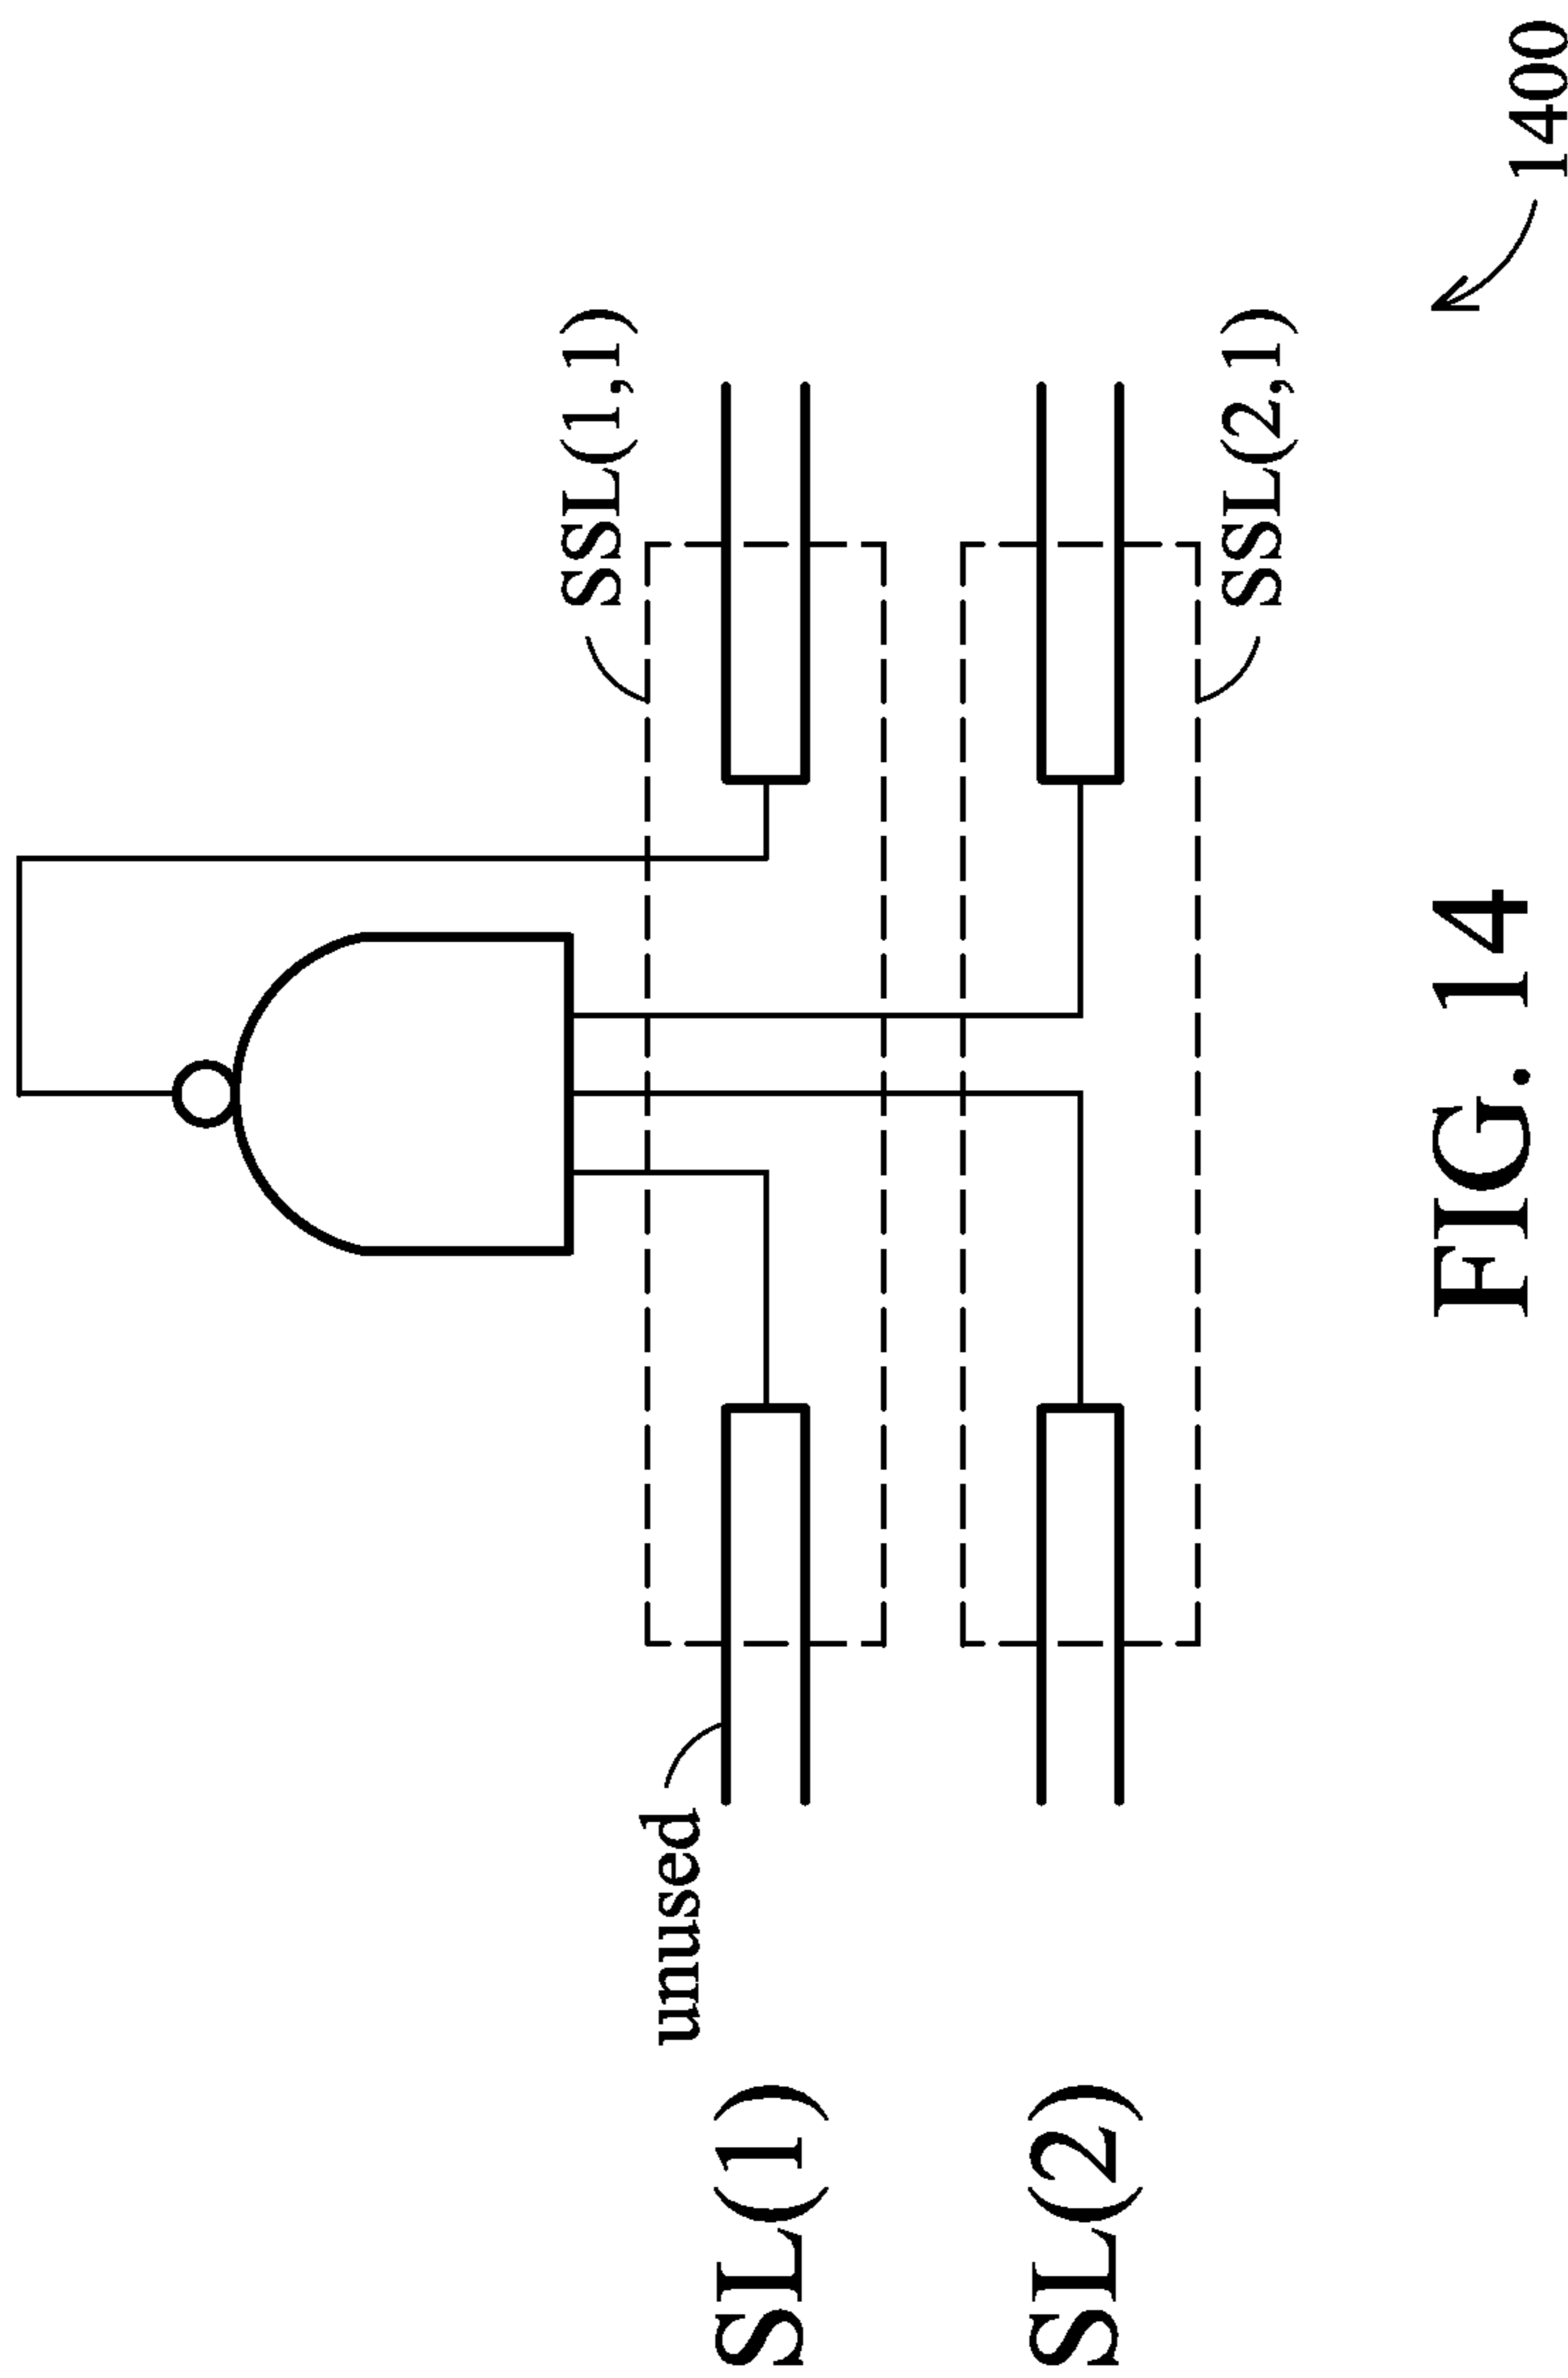 SSL(1,1)
unused
SL(1)
SL(2)
SSL(2,1)
1400
FIG. 14